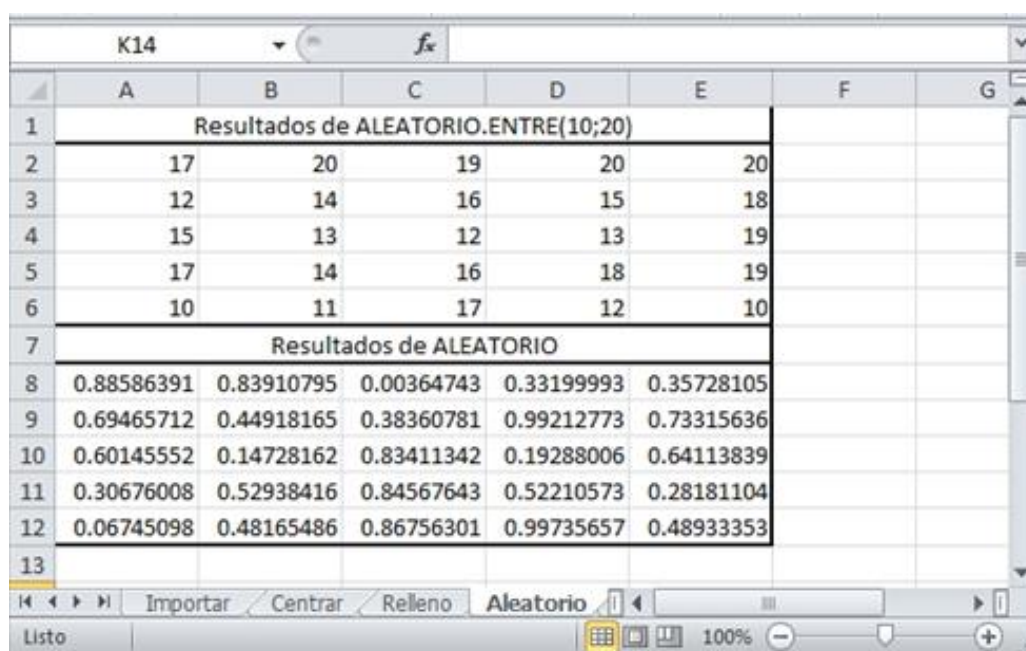 K14 fx
A B C D E F G
1 Resultados de ALEATORIO.ENTRE(10;20)
2 17 20 19 20 20
3 12 14 16 15 18
4 15 13 12 13 19
5 17 14 16 18 19
6 10 11 17 12 10
7 Resultados de ALEATORIO
8 0.88586391 0.83910795 0.00364743 0.33199993 0.35728105
9 0.69465712 0.44918165 0.38360781 0.99212773 0.73315636
10 0.60145552 0.14728162 0.83411342 0.19288006 0.64113839
11 0.30676008 0.52938416 0.84567643 0.52210573 0.28181104
12 0.06745098 0.48165486 0.86756301 0.99735657 0.48933353
13
Importar Centrar Relleno Aleatorio
Listo 100%